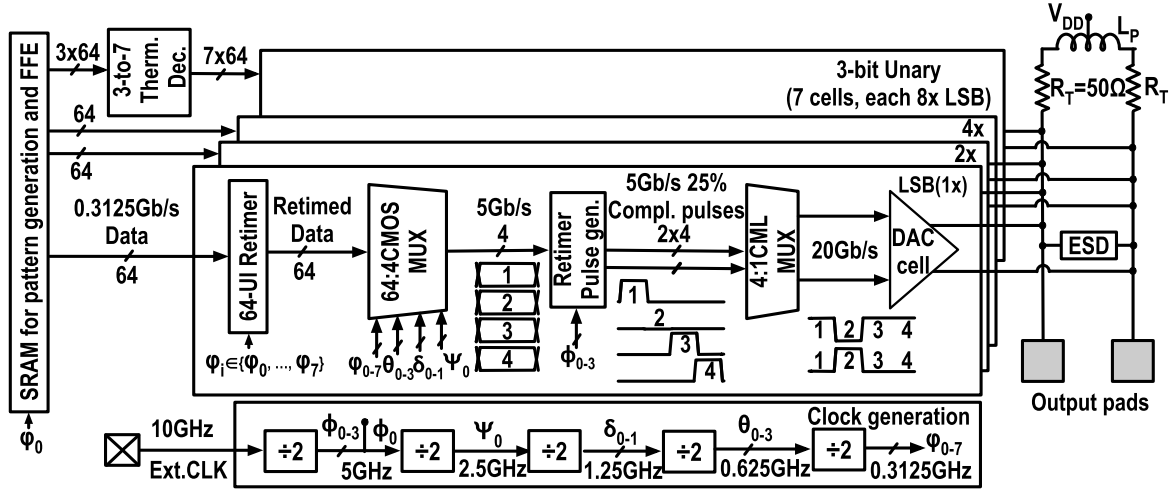 SRAM for pattern generation and FFE
φ0
3x64
3-to-7
Therm.
Dec.
7x64
64
64
0.3125Gb/s
Data
64
3-bit Unary
(7 cells, each 8x LSB)
4x
2x
LSB(1x)
64-UI Retimer
φi∈{φ0,..., φ7}
Retimed
Data
64
64:4CMOS
MUX
φ0-7 θ0-3 δ0-1 Ψ0
5Gb/s
4
1
2
3
4
Retimer
Pulse gen.
ϕ0-3
5Gb/s 25%
Compl. pulses
2x4
1
2
3
4
4:1CML
MUX
20Gb/s
1 2 3 4
1 2 3 4
DAC
cell
VDD
LP
RT=50Ω
RT
ESD
Output pads
Clock generation
10GHz
Ext.CLK
÷2
ϕ0-3
ϕ0
5GHz
÷2
Ψ0
2.5GHz
÷2
δ0-1
1.25GHz
÷2
θ0-3
0.625GHz
÷2
φ0-7
0.3125GHz